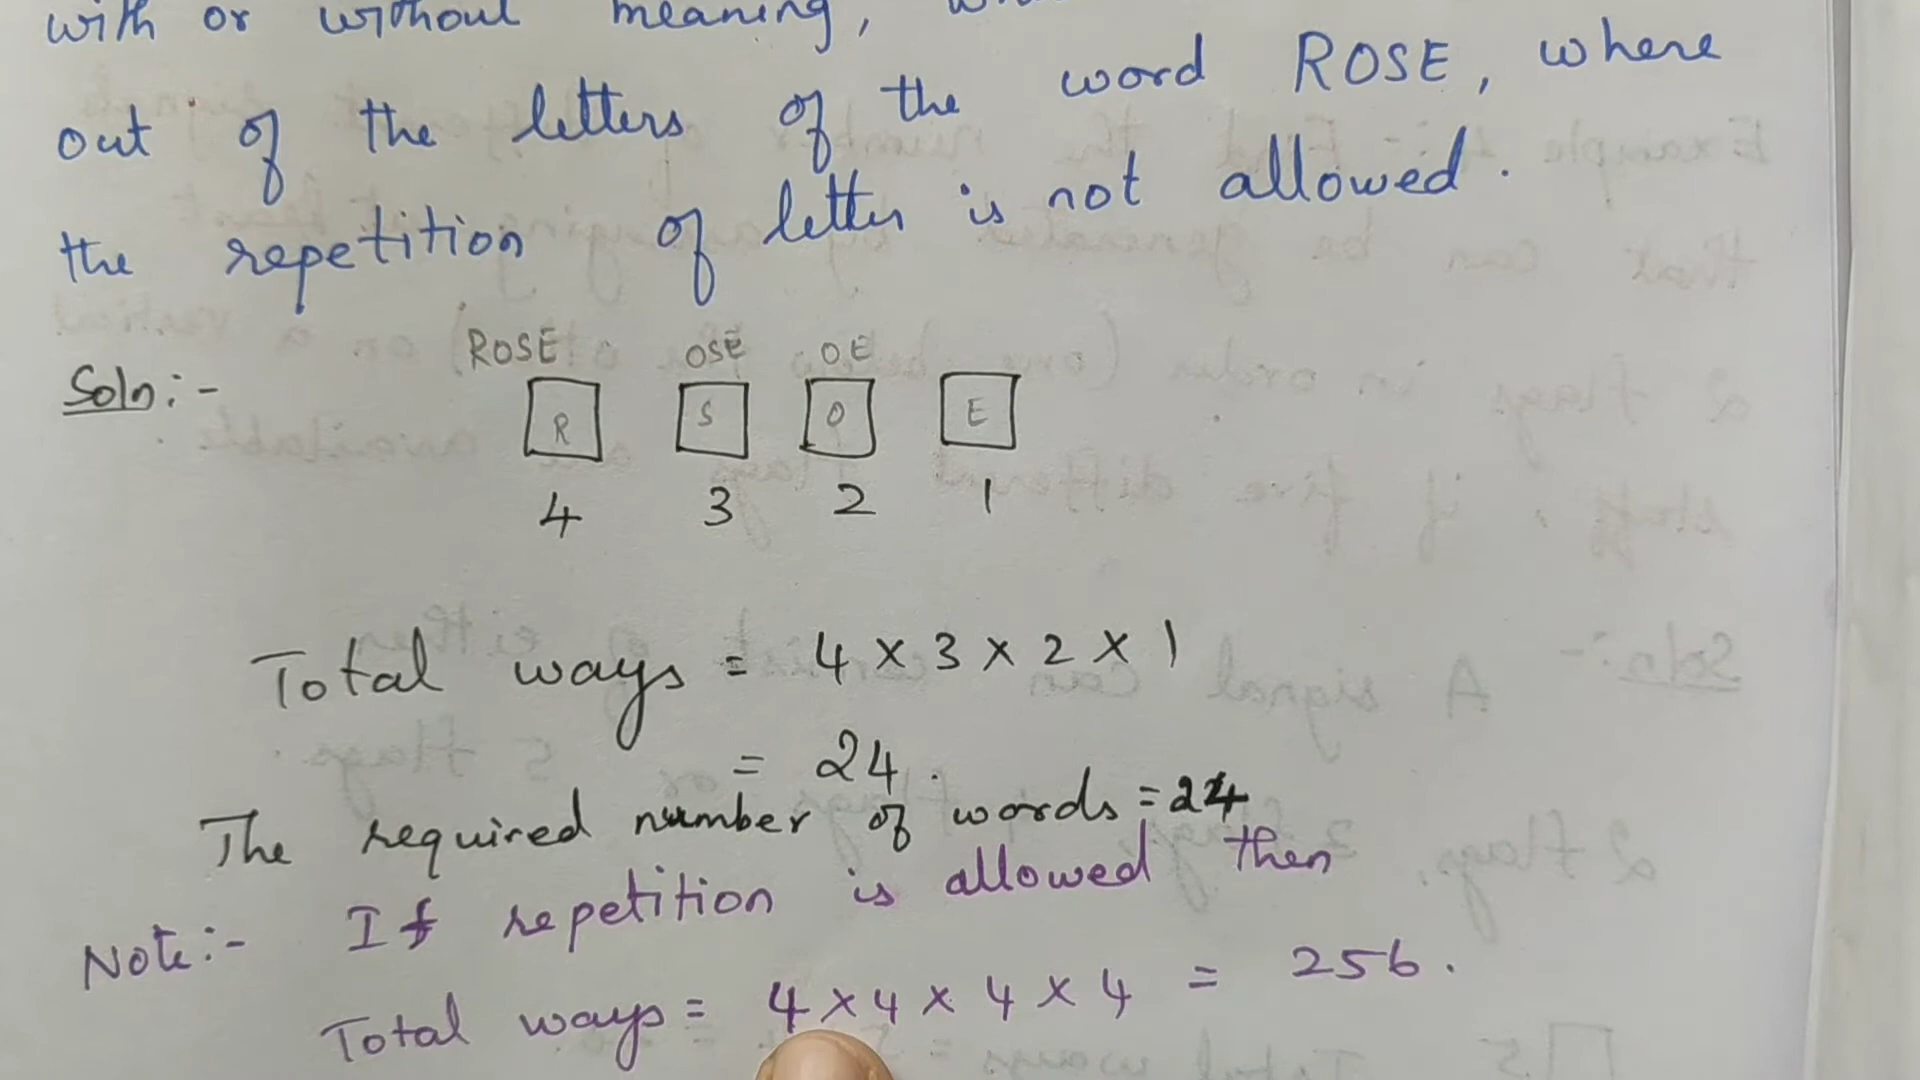 with or without meaning,
out of the letters of the word ROSE, where
the repetition of letter is not allowed.
Soln:-
ROSE OSE OE
R S O E
4 3 2 1
Total ways = 4 × 3 × 2 × 1
= 24.
The required number of words = 24
Note:- If repetition is allowed then
Total ways = 4 × 4 × 4 × 4 = 256.